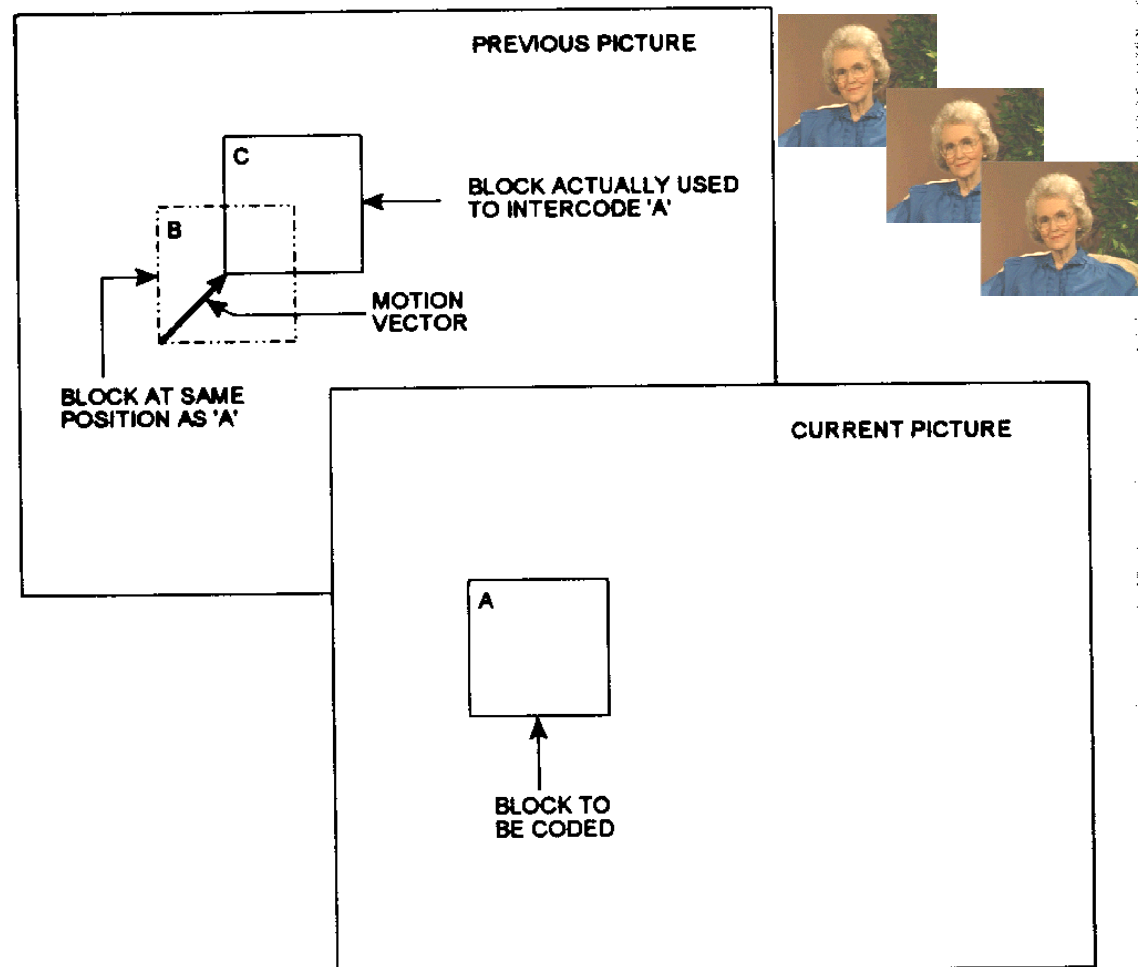 PREVIOUS PICTURE
C
BLOCK ACTUALLY USED
TO INTERCODE 'A'
B
MOTION
VECTOR
BLOCK AT SAME
POSITION AS 'A'
CURRENT PICTURE
A
BLOCK TO
BE CODED